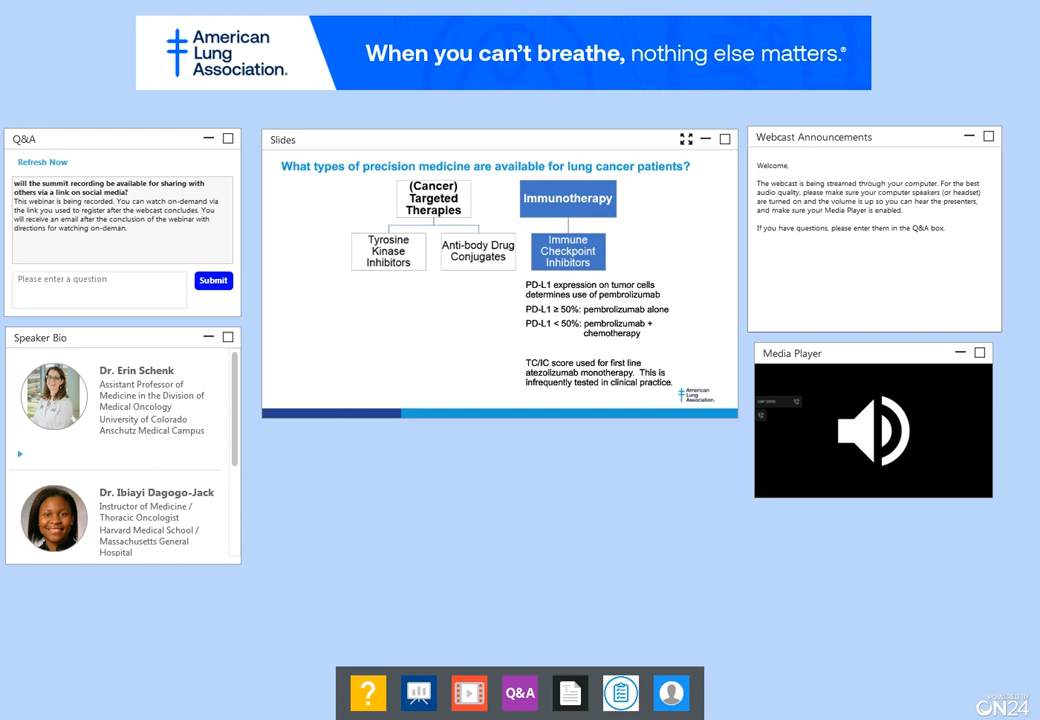 American
Lung
Association.
When you can't breathe, nothing else matters.®
Q&A
Refresh Now
will the summit recording be available for sharing with
others via a link on social media?
This webinar is being recorded. You can watch on-demand via
the link you used to register after the webcast concludes. You
will receive an email after the conclusion of the webinar with
directions for watching on-deman.
Please enter a question
Submit
Speaker Bio
Dr. Erin Schenk
Assistant Professor of
Medicine in the Division of
Medical Oncology
University of Colorado
Anschutz Medical Campus
Dr. Ibiayi Dagogo-Jack
Instructor of Medicine /
Thoracic Oncologist
Harvard Medical School /
Massachusetts General
Hospital
Slides
What types of precision medicine are available for lung cancer patients?
(Cancer)
Targeted
Therapies
Immunotherapy
Tyrosine
Kinase
Inhibitors
Anti-body Drug
Conjugates
Immune
Checkpoint
Inhibitors
PD-L1 expression on tumor cells
determines use of pembrolizumab
PD-L1 ≥ 50%: pembrolizumab alone
PD-L1 < 50%: pembrolizumab +
chemotherapy
TC/IC score used for first line
atezolizumab monotherapy. This is
infrequently tested in clinical practice.
American
Lung
Association.
Webcast Announcements
Welcome,
The webcast is being streamed through your computer. For the best
audio quality, please make sure your computer speakers (or headset)
are turned on and the volume is up so you can hear the presenters,
and make sure your Media Player is enabled.
If you have questions, please enter them in the Q&A box.
Media Player
?
Q&A
POWERED BY
ON24